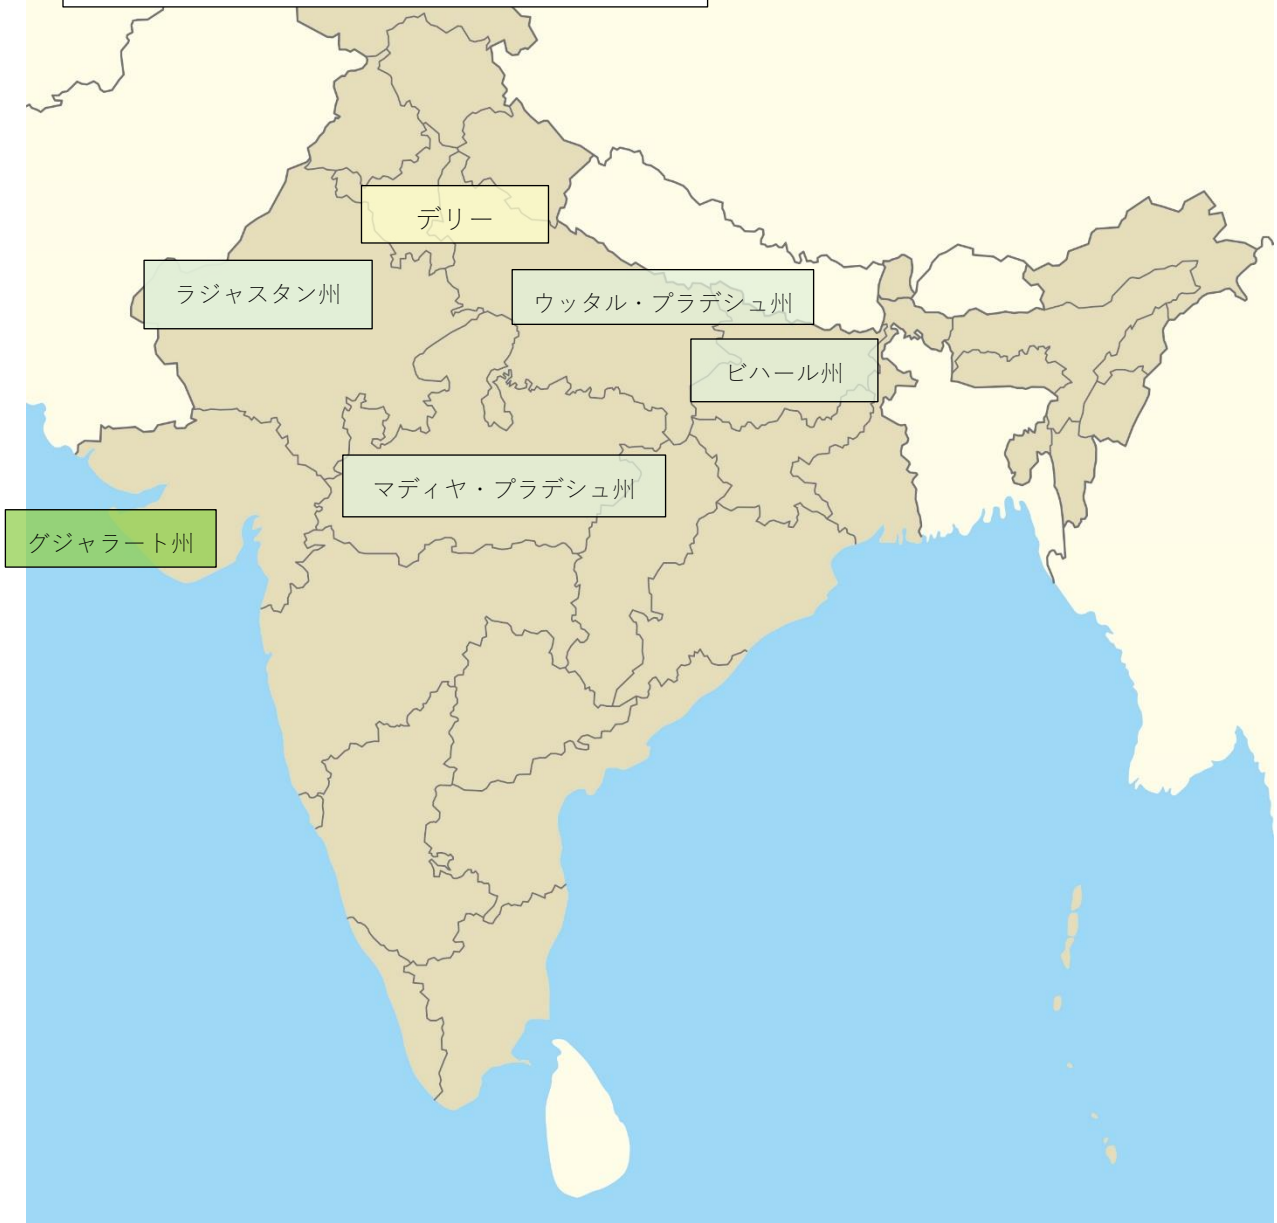 デリー
ラジャスタン州
ウッタル・プラデシュ州
ビハール州
マディヤ・プラデシュ州
グジャラート州